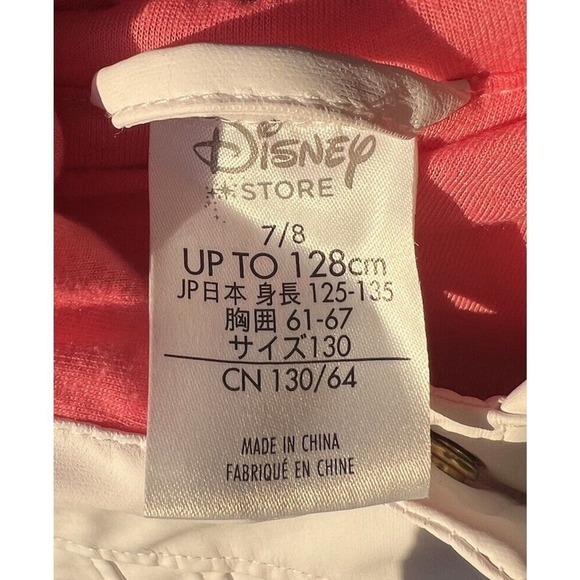 Disney
STORE
7/8
UP TO 128cm
JP日本 身長 125-135
胸囲 61-67
サイズ130
CN 130/64
MADE IN CHINA
FABRIQUÉ EN CHINE